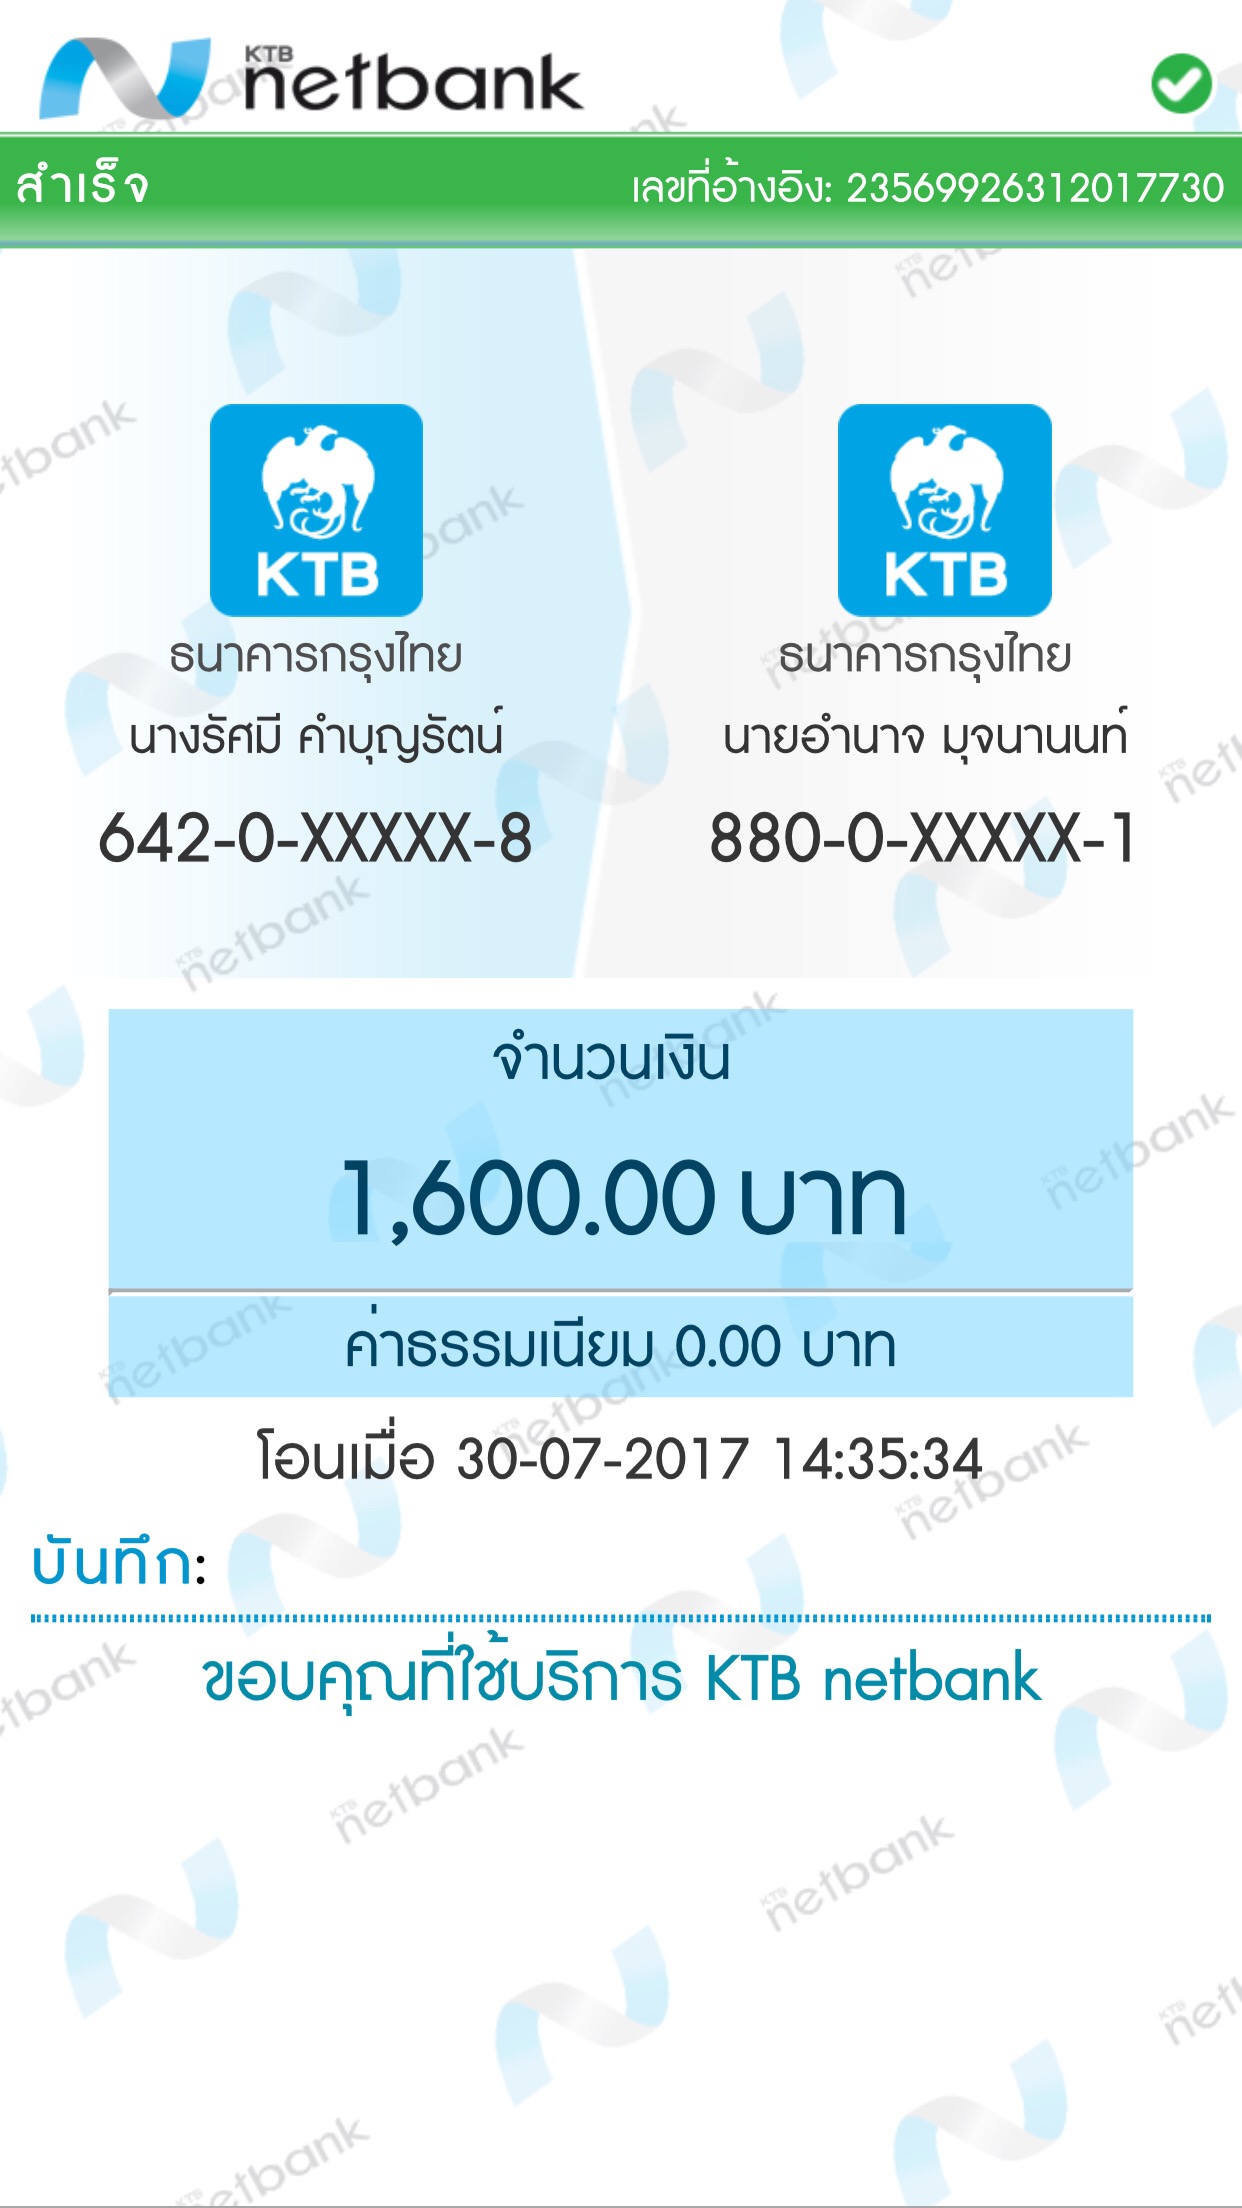 KTB
netbank
สำเร็จ
เลขที่อ้างอิง: 23569926312017730
KTB
KTB
ธนาคารกรุงไทย
ธนาคารกรุงไทย
นางรัศมี คำบุญรัตน์
นายอำนาจ มุจนานนท์
642-0-XXXXX-8
880-0-XXXXX-1
จำนวนเงิน
1,600.00 บาท
ค่าธรรมเนียม 0.00 บาท
โอนเมื่อ 30-07-2017 14:35:34
บันทึก:
ขอบคุณที่ใช้บริการ KTB netbank